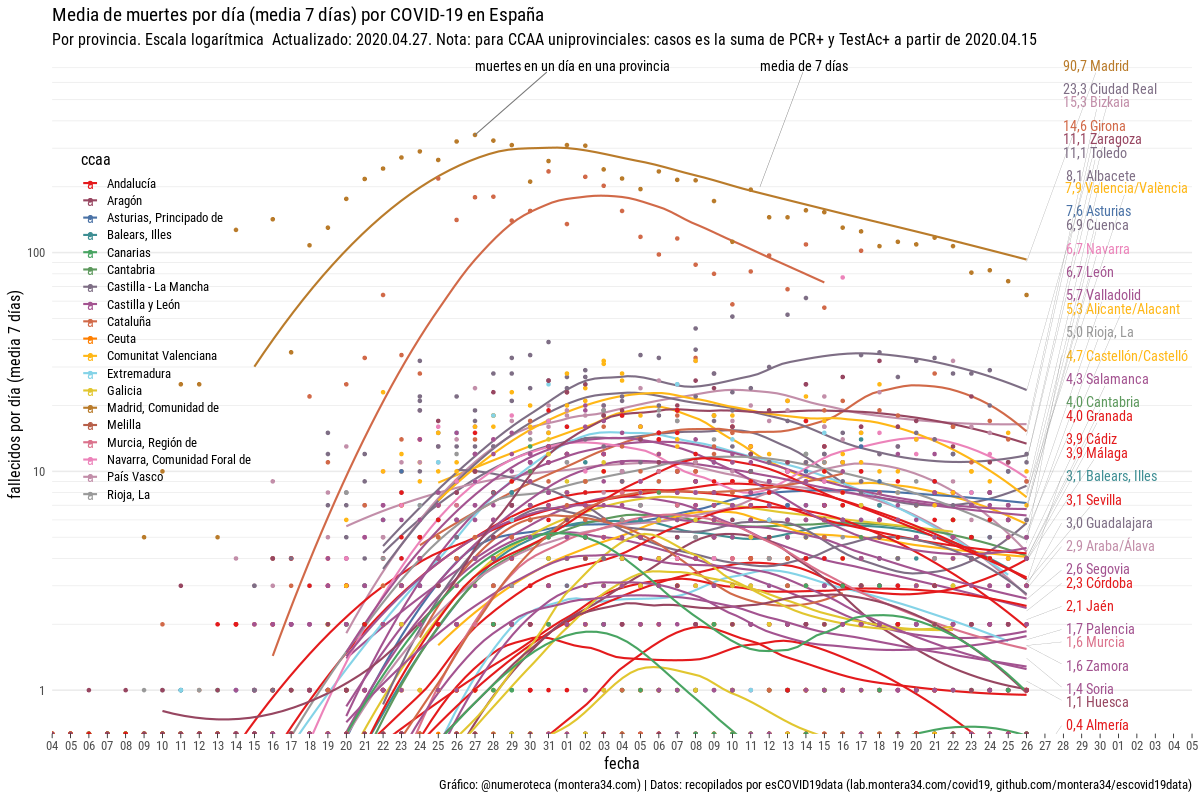 Media de muertes por día (media 7 días) por COVID-19 en España
Por provincia. Escala logarítmica  Actualizado: 2020.04.27. Nota: para CCAA uniprovinciales: casos es la suma de PCR+ y TestAc+ a partir de 2020.04.15
muertes en un día en una provincia
media de 7 días
ccaa
Andalucía
Aragón
Asturias, Principado de
Balears, Illes
Canarias
Cantabria
Castilla - La Mancha
Castilla y León
Cataluña
Ceuta
Comunitat Valenciana
Extremadura
Galicia
Madrid, Comunidad de
Melilla
Murcia, Región de
Navarra, Comunidad Foral de
País Vasco
Rioja, La
90,7 Madrid
23,3 Ciudad Real
15,3 Bizkaia
14,6 Girona
11,1 Zaragoza
11,1 Toledo
8,1 Albacete
7,9 Valencia/València
7,6 Asturias
6,9 Cuenca
6,7 Navarra
6,7 León
5,7 Valladolid
5,3 Alicante/Alacant
5,0 Rioja, La
4,7 Castellón/Castelló
4,3 Salamanca
4,0 Cantabria
4,0 Granada
3,9 Cádiz
3,9 Málaga
3,1 Balears, Illes
3,1 Sevilla
3,0 Guadalajara
2,9 Araba/Álava
2,6 Segovia
2,3 Córdoba
2,1 Jaén
1,7 Palencia
1,6 Murcia
1,6 Zamora
1,4 Soria
1,1 Huesca
0,4 Almería
fallecidos por día (media 7 días)
100
10
1
04 05 06 07 08 09 10 11 12 13 14 15 16 17 18 19 20 21 22 23 24 25 26 27 28 29 30 31 01 02 03 04 05 06 07 08 09 10 11 12 13 14 15 16 17 18 19 20 21 22 23 24 25 26 27 28 29 30 01 02 03 04 05
fecha
Gráfico: @numeroteca (montera34.com) | Datos: recopilados por esCOVID19data (lab.montera34.com/covid19, github.com/montera34/escovid19data)